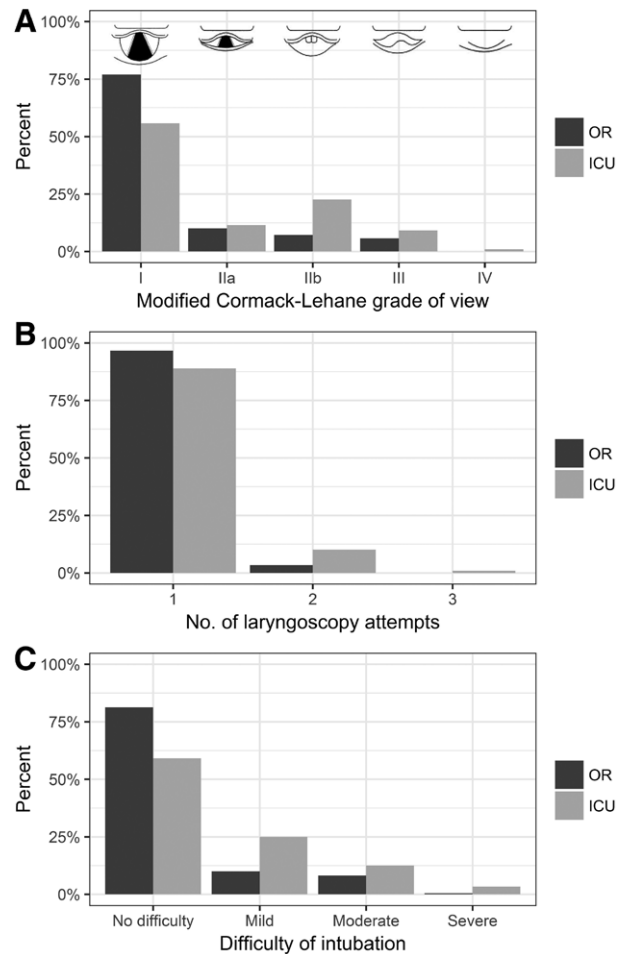 A
100%
75%
50%
25%
0%
Percent
I IIa IIb III IV
Modified Cormack-Lehane grade of view
OR
ICU
B
100%
75%
50%
25%
0%
Percent
1 2 3
No. of laryngoscopy attempts
OR
ICU
C
100%
75%
50%
25%
0%
Percent
No difficulty Mild Moderate Severe
Difficulty of intubation
OR
ICU